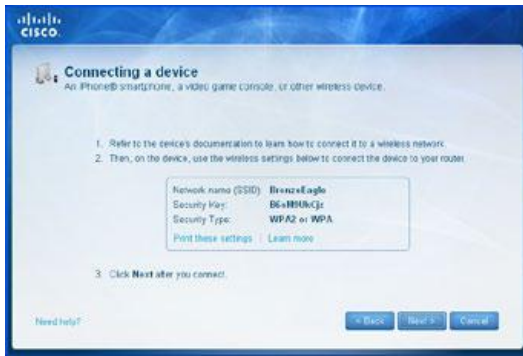 CISCO
Connecting a device
An iPhone® smartphone, a video game console, or other wireless device.
1. Refer to the device's documentation to learn how to connect it to a wireless network.
2. Then, on the device, use the wireless settings below to connect the device to your router.
Network name (SSID) BronzeEagle
Security Key:
Security Type: WPA2 or WPA
Print these settings | Learn more
3. Click Next after you connect.
Need help?
< Back Next > Cancel